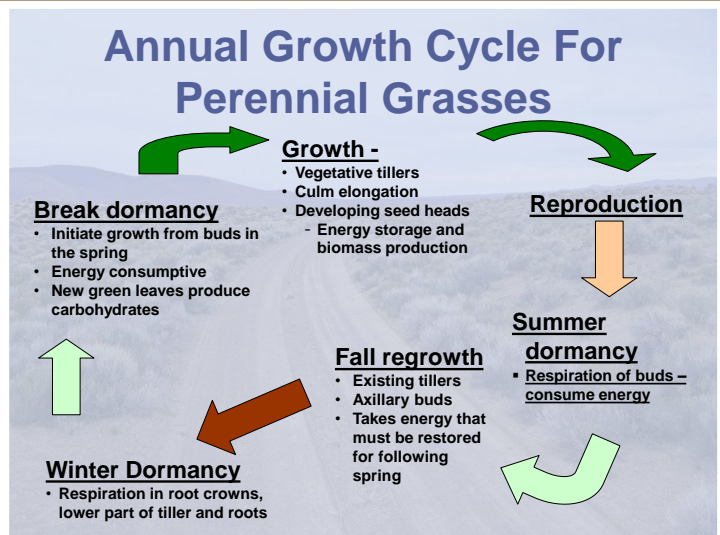 Annual Growth Cycle For
Perennial Grasses
Growth -
• Vegetative tillers
• Culm elongation
• Developing seed heads
- Energy storage and
biomass production
Reproduction
Summer
dormancy
▪ Respiration of buds –
consume energy
Fall regrowth
• Existing tillers
• Axillary buds
• Takes energy that
must be restored
for following
spring
Winter Dormancy
• Respiration in root crowns,
lower part of tiller and roots
Break dormancy
• Initiate growth from buds in
the spring
• Energy consumptive
• New green leaves produce
carbohydrates